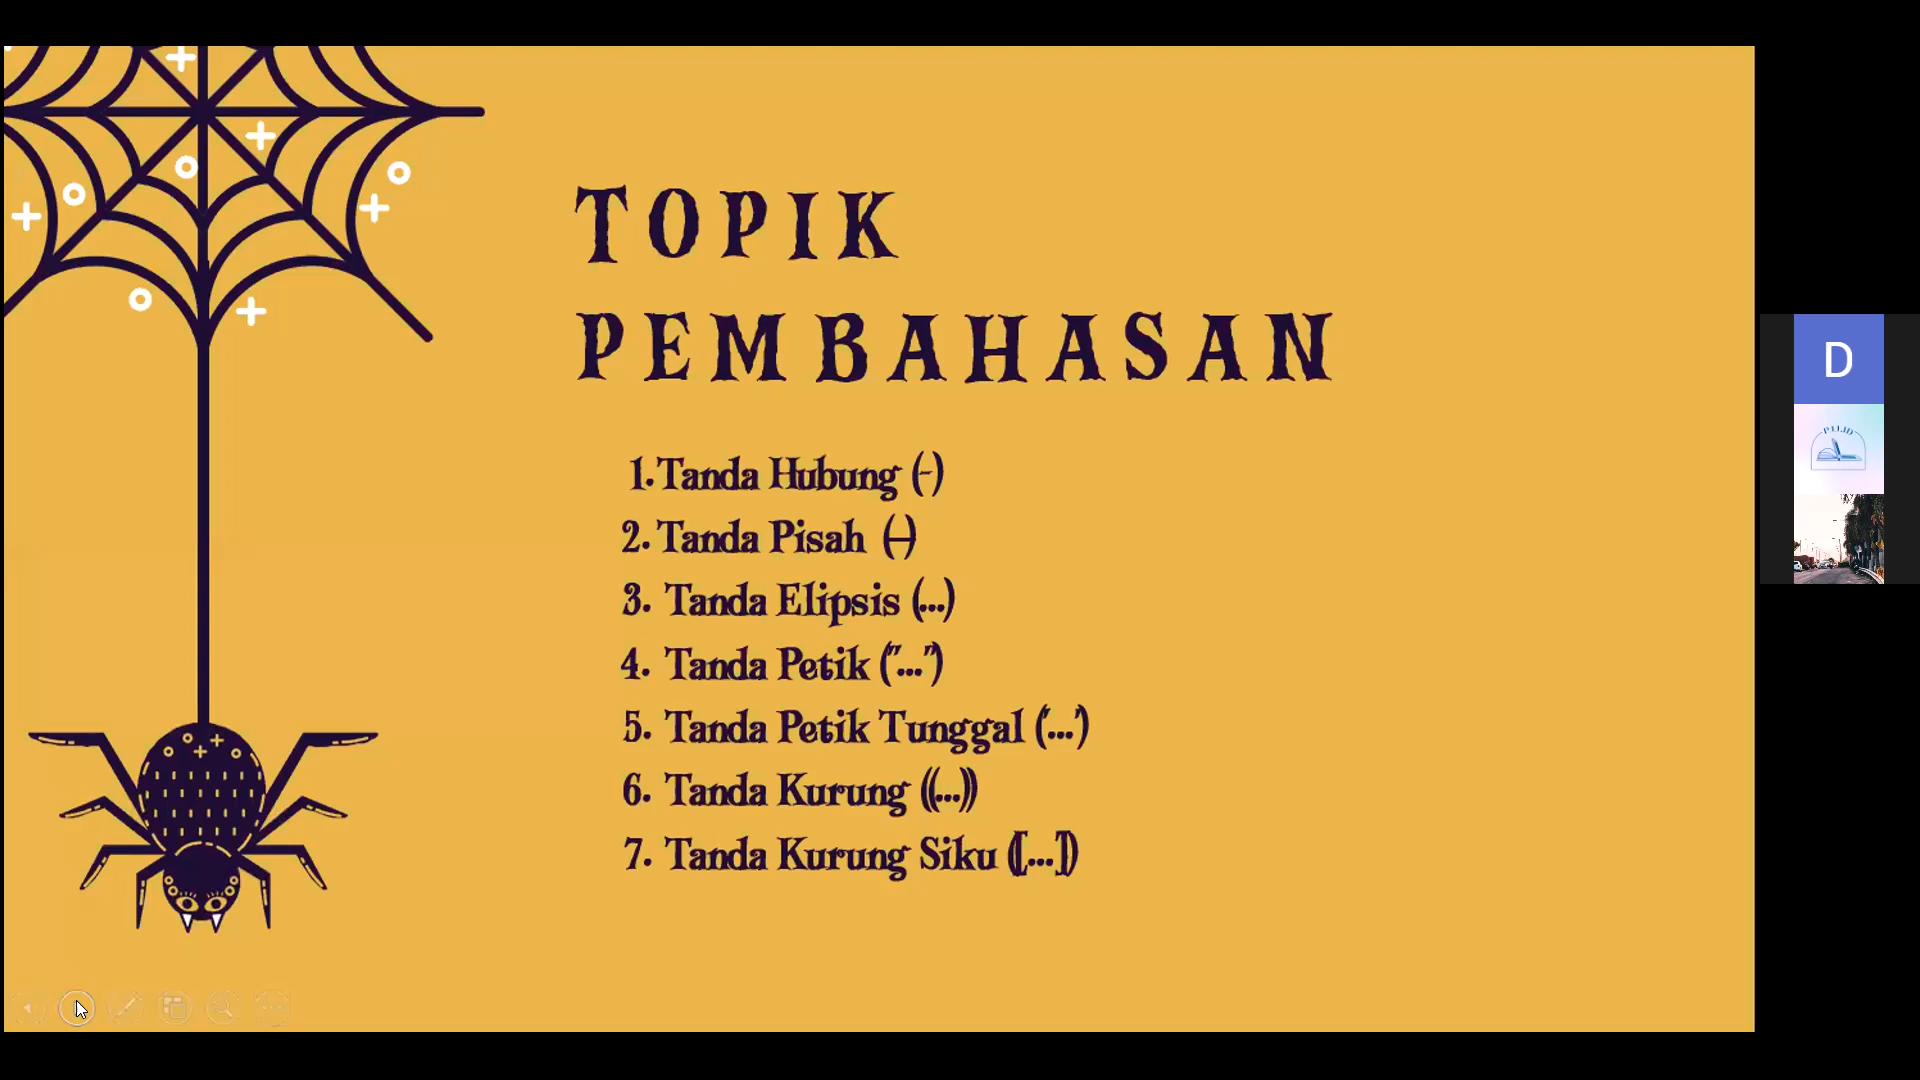 TOPIK
PEMBAHASAN
1. Tanda Hubung (-)
2. Tanda Pisah (—)
3. Tanda Elipsis (...)
4. Tanda Petik ("...")
5. Tanda Petik Tunggal ('...')
6. Tanda Kurung ((...))
7. Tanda Kurung Siku ([...])
D